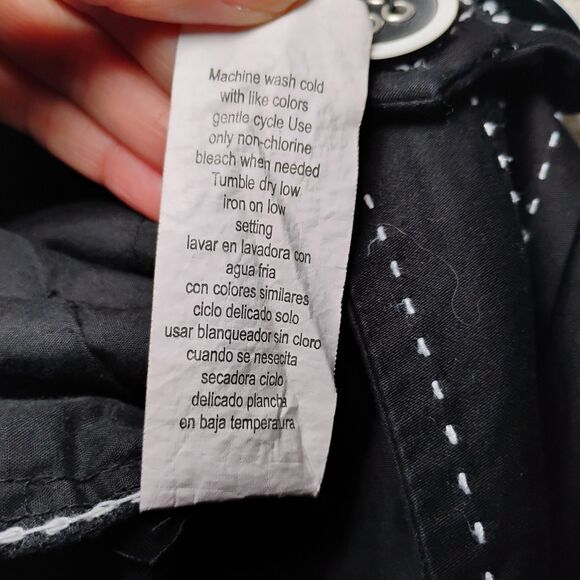 Machine wash cold
with like colors
gentle cycle Use
only non-chlorine
bleach when needed
Tumble dry low
iron on low
setting
lavar en lavadora con
agua fria
con colores similares
ciclo delicado solo
usar blanqueador sin cloro
cuando se nesecita
secadora ciclo
delicado plancha
en baja temperatura